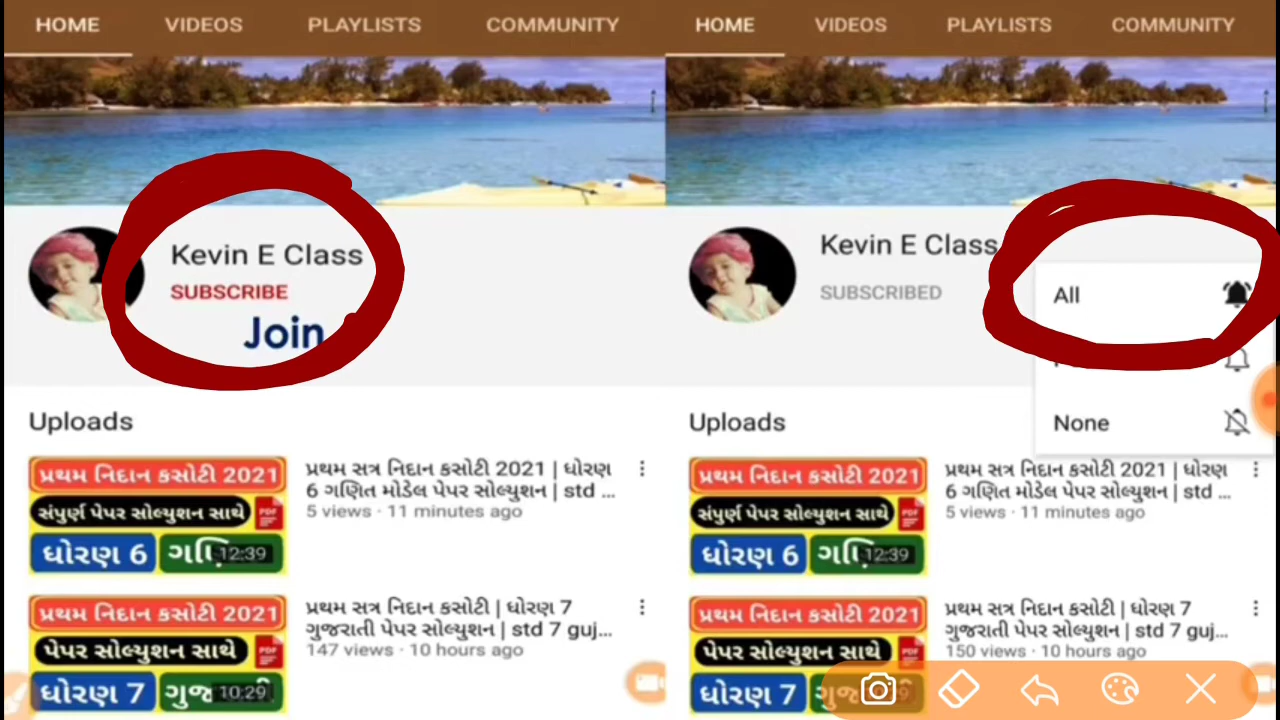 HOME VIDEOS PLAYLISTS COMMUNITY
Kevin E Class
SUBSCRIBE
Join
Uploads
પ્રથમ સત્ર નિદાન કસોટી 2021 | ધોરણ
6 ગણિત મોડેલ પેપર સોલ્યુશન | std ...
5 views · 11 minutes ago
પ્રથમ નિદાન કસોટી 2021
સંપુર્ણ પેપર સોલ્યુશન સાથે
PDF
ધોરણ 6
12:39
પ્રથમ સત્ર નિદાન કસોટી | ધોરણ 7
ગુજરાતી પેપર સોલ્યુશન | std 7 guj...
147 views · 10 hours ago
પ્રથમ નિદાન કસોટી 2021
પેપર સોલ્યુશન સાથે
PDF
ધોરણ 7
10:29
HOME VIDEOS PLAYLISTS COMMUNITY
Kevin E Class
SUBSCRIBED
All
None
Uploads
પ્રથમ સત્ર નિદાન કસોટી 2021 | ધોરણ
6 ગણિત મોડેલ પેપર સોલ્યુશન | std ...
5 views · 11 minutes ago
પ્રથમ નિદાન કસોટી 2021
સંપુર્ણ પેપર સોલ્યુશન સાથે
PDF
ધોરણ 6
12:39
પ્રથમ સત્ર નિદાન કસોટી | ધોરણ 7
ગુજરાતી પેપર સોલ્યુશન | std 7 guj...
150 views · 10 hours ago
પ્રથમ નિદાન કસોટી 2021
પેપર સોલ્યુશન સાથે
PDF
ધોરણ 7